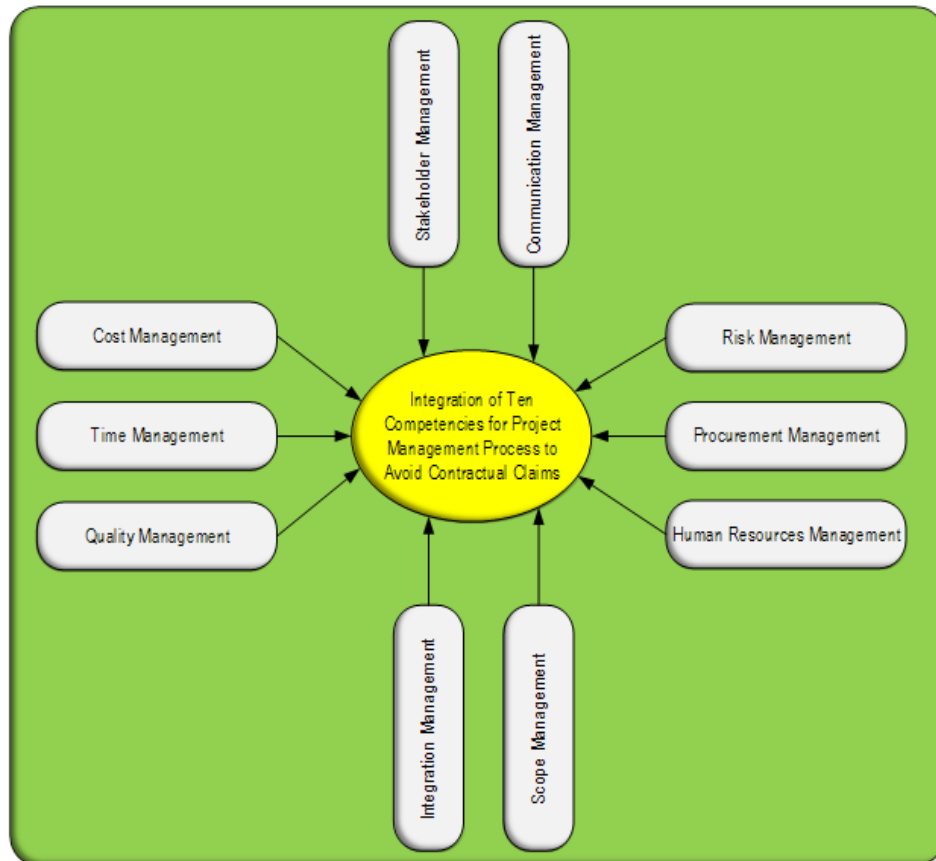 Stakeholder Management
Communication Management
Cost Management
Risk Management
Integration of Ten
Competencies for Project
Management Process to
Avoid Contractual Claims
Time Management
Procurement Management
Quality Management
Human Resources Management
Integration Management
Scope Management